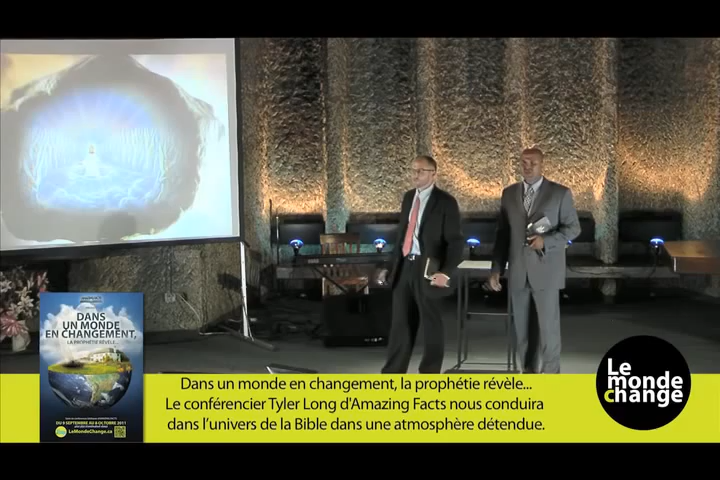 DANS
UN MONDE
EN CHANGEMENT,
LA PROPHÉTIE RÉVÈLE...
DU 9 SEPTEMBRE AU 8 OCTOBRE 2011
LeMondeChange.ca
Dans un monde en changement, la prophétie révèle...
Le conférencier Tyler Long d'Amazing Facts nous conduira
dans l'univers de la Bible dans une atmosphère détendue.
Le
monde
change